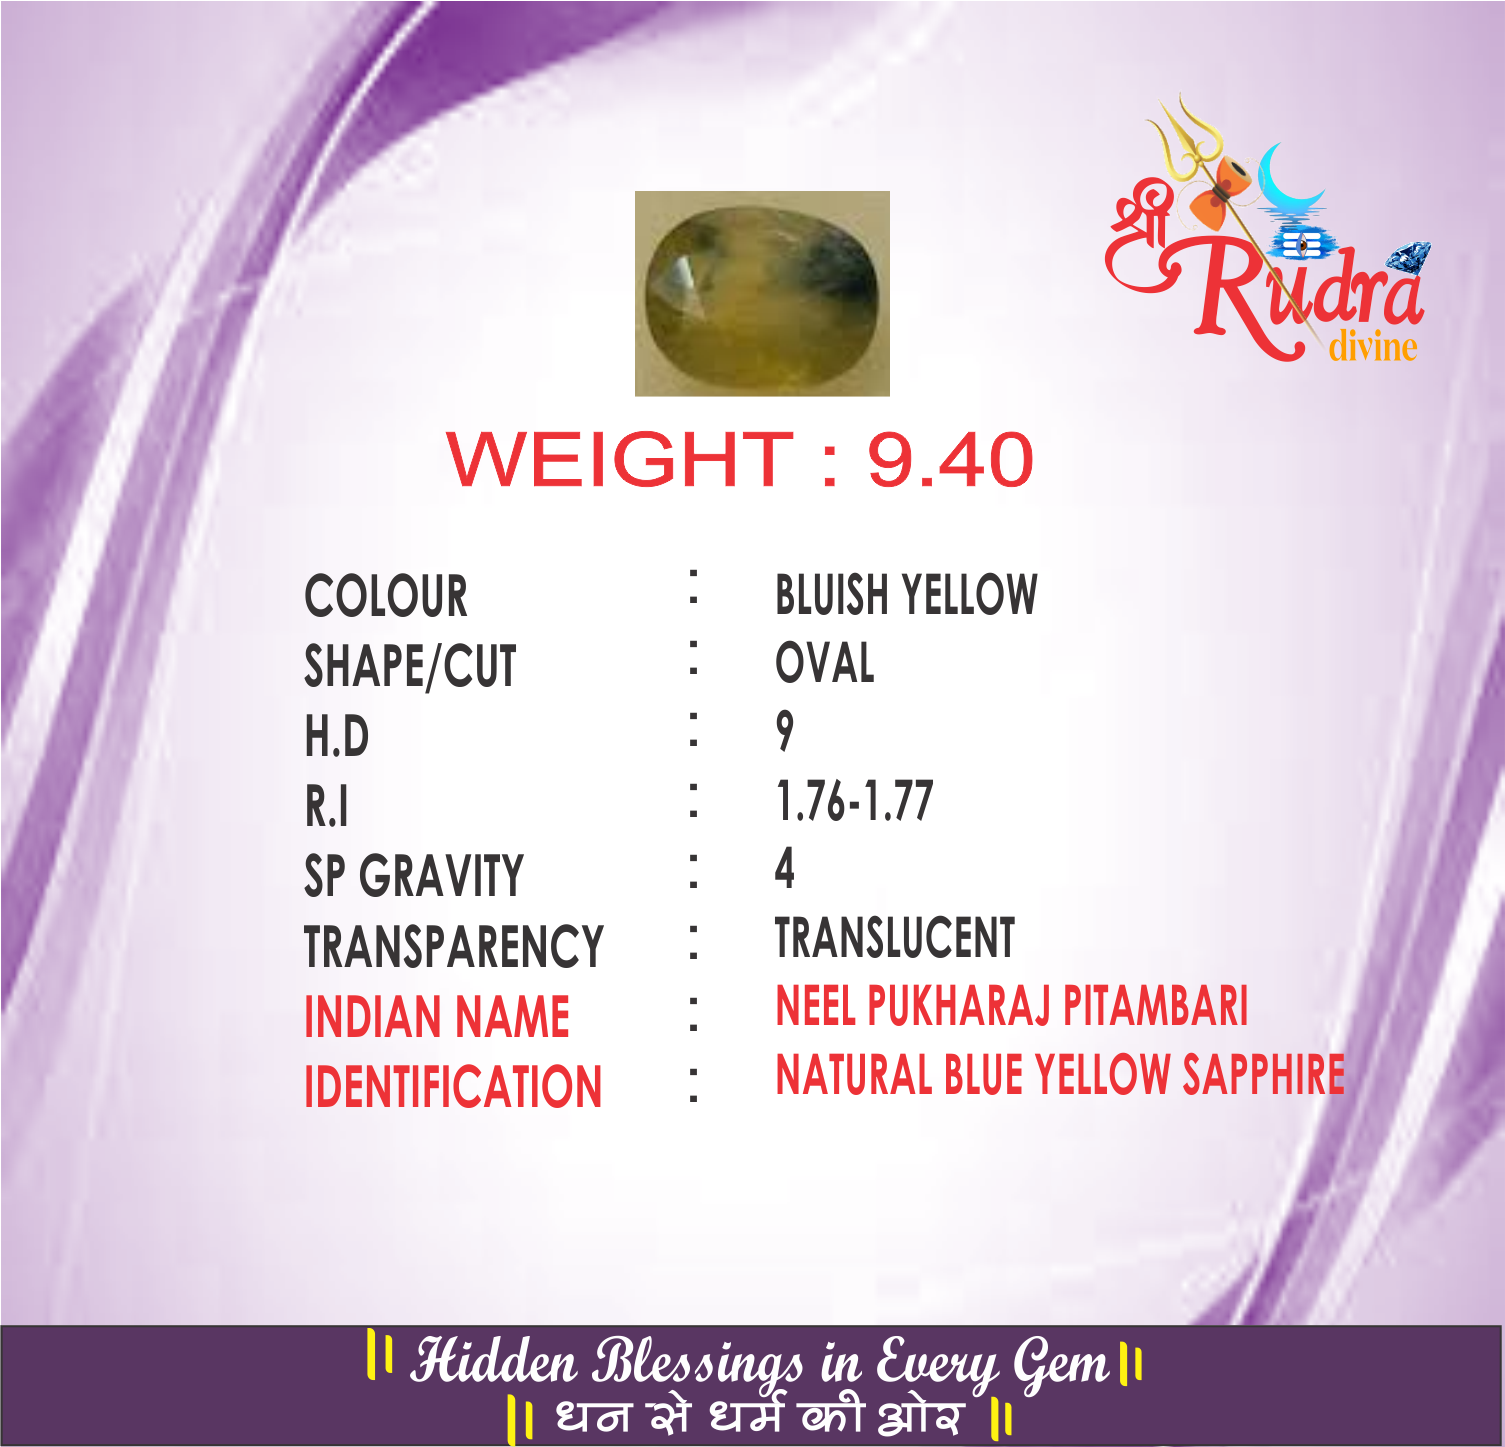 श्री
Rudra
divine
WEIGHT : 9.40
COLOUR : BLUISH YELLOW
SHAPE/CUT : OVAL
H.D : 9
R.I : 1.76-1.77
SP GRAVITY : 4
TRANSPARENCY : TRANSLUCENT
INDIAN NAME : NEEL PUKHARAJ PITAMBARI
IDENTIFICATION : NATURAL BLUE YELLOW SAPPHIRE
|| Hidden Blessings in Every Gem ||
|| धन से धर्म की ओर ||